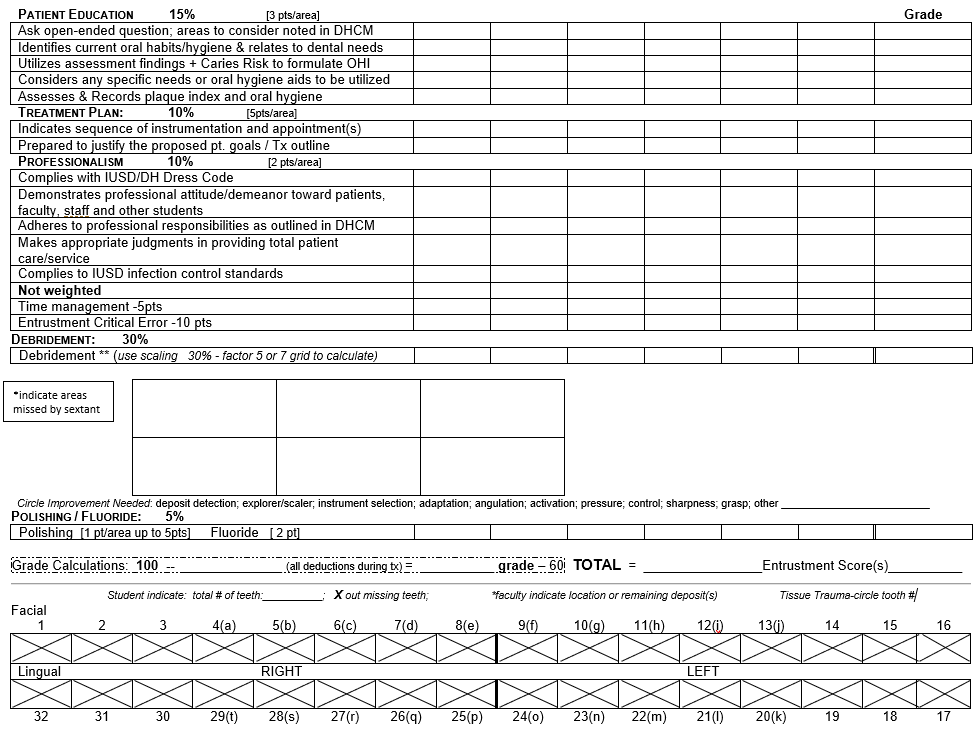 PATIENT EDUCATION 15% [3 pts/area] Grade
Ask open-ended question; areas to consider noted in DHCM
Identifies current oral habits/hygiene & relates to dental needs
Utilizes assessment findings + Caries Risk to formulate OHI
Considers any specific needs or oral hygiene aids to be utilized
Assesses & Records plaque index and oral hygiene
TREATMENT PLAN: 10% [5pts/area]
Indicates sequence of instrumentation and appointment(s)
Prepared to justify the proposed pt. goals / Tx outline
PROFESSIONALISM 10% [2 pts/area]
Complies with IUSD/DH Dress Code
Demonstrates professional attitude/demeanor toward patients,
faculty, staff and other students
Adheres to professional responsibilities as outlined in DHCM
Makes appropriate judgments in providing total patient
care/service
Complies to IUSD infection control standards
Not weighted
Time management -5pts
Entrustment Critical Error -10 pts
DEBRIDEMENT: 30%
Debridement ** (use scaling 30% - factor 5 or 7 grid to calculate)
*indicate areas
missed by sextant
Circle Improvement Needed: deposit detection; explorer/scaler; instrument selection; adaptation; angulation; activation; pressure; control; sharpness; grasp; other ___________________________
POLISHING / FLUORIDE: 5%
Polishing [1 pt/area up to 5pts] Fluoride [ 2 pt]
Grade Calculations: 100 -- _______________ (all deductions during tx) = ___________ grade – 60 TOTAL = ________________Entrustment Score(s)__________
Student indicate: total # of teeth:__________; X out missing teeth; *faculty indicate location or remaining deposit(s) Tissue Trauma-circle tooth #/
Facial
1 2 3 4(a) 5(b) 6(c) 7(d) 8(e) 9(f) 10(g) 11(h) 12(i) 13(j) 14 15 16
Lingual RIGHT LEFT
32 31 30 29(t) 28(s) 27(r) 26(q) 25(p) 24(o) 23(n) 22(m) 21(l) 20(k) 19 18 17